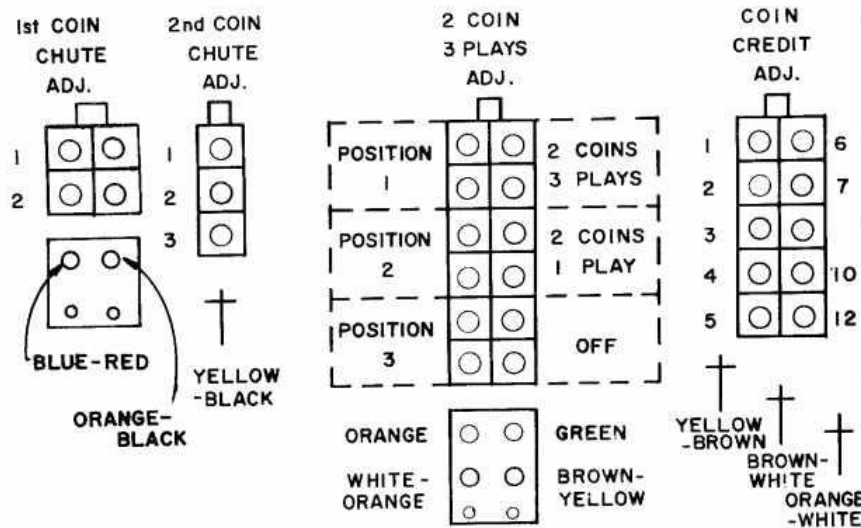 1st COIN
CHUTE
ADJ.
1
2
BLUE-RED
ORANGE-
BLACK
2nd COIN
CHUTE
ADJ.
1
2
3
YELLOW
-BLACK
2 COIN
3 PLAYS
ADJ.
POSITION
1
2 COINS
3 PLAYS
POSITION
2
2 COINS
1 PLAY
POSITION
3
OFF
ORANGE
GREEN
WHITE-
ORANGE
BROWN-
YELLOW
COIN
CREDIT
ADJ.
1
6
2
7
3
4
10
5
12
YELLOW
-BROWN
BROWN-
WHITE
ORANGE
-WHITE